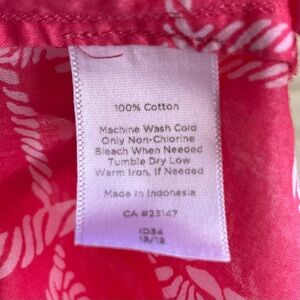 100% Cotton
Machine Wash Cold
Only Non-Chlorine
Bleach When Needed
Tumble Dry Low
Warm Iron, If Needed
Made in Indonesia
CA #23147
ID34
12/12